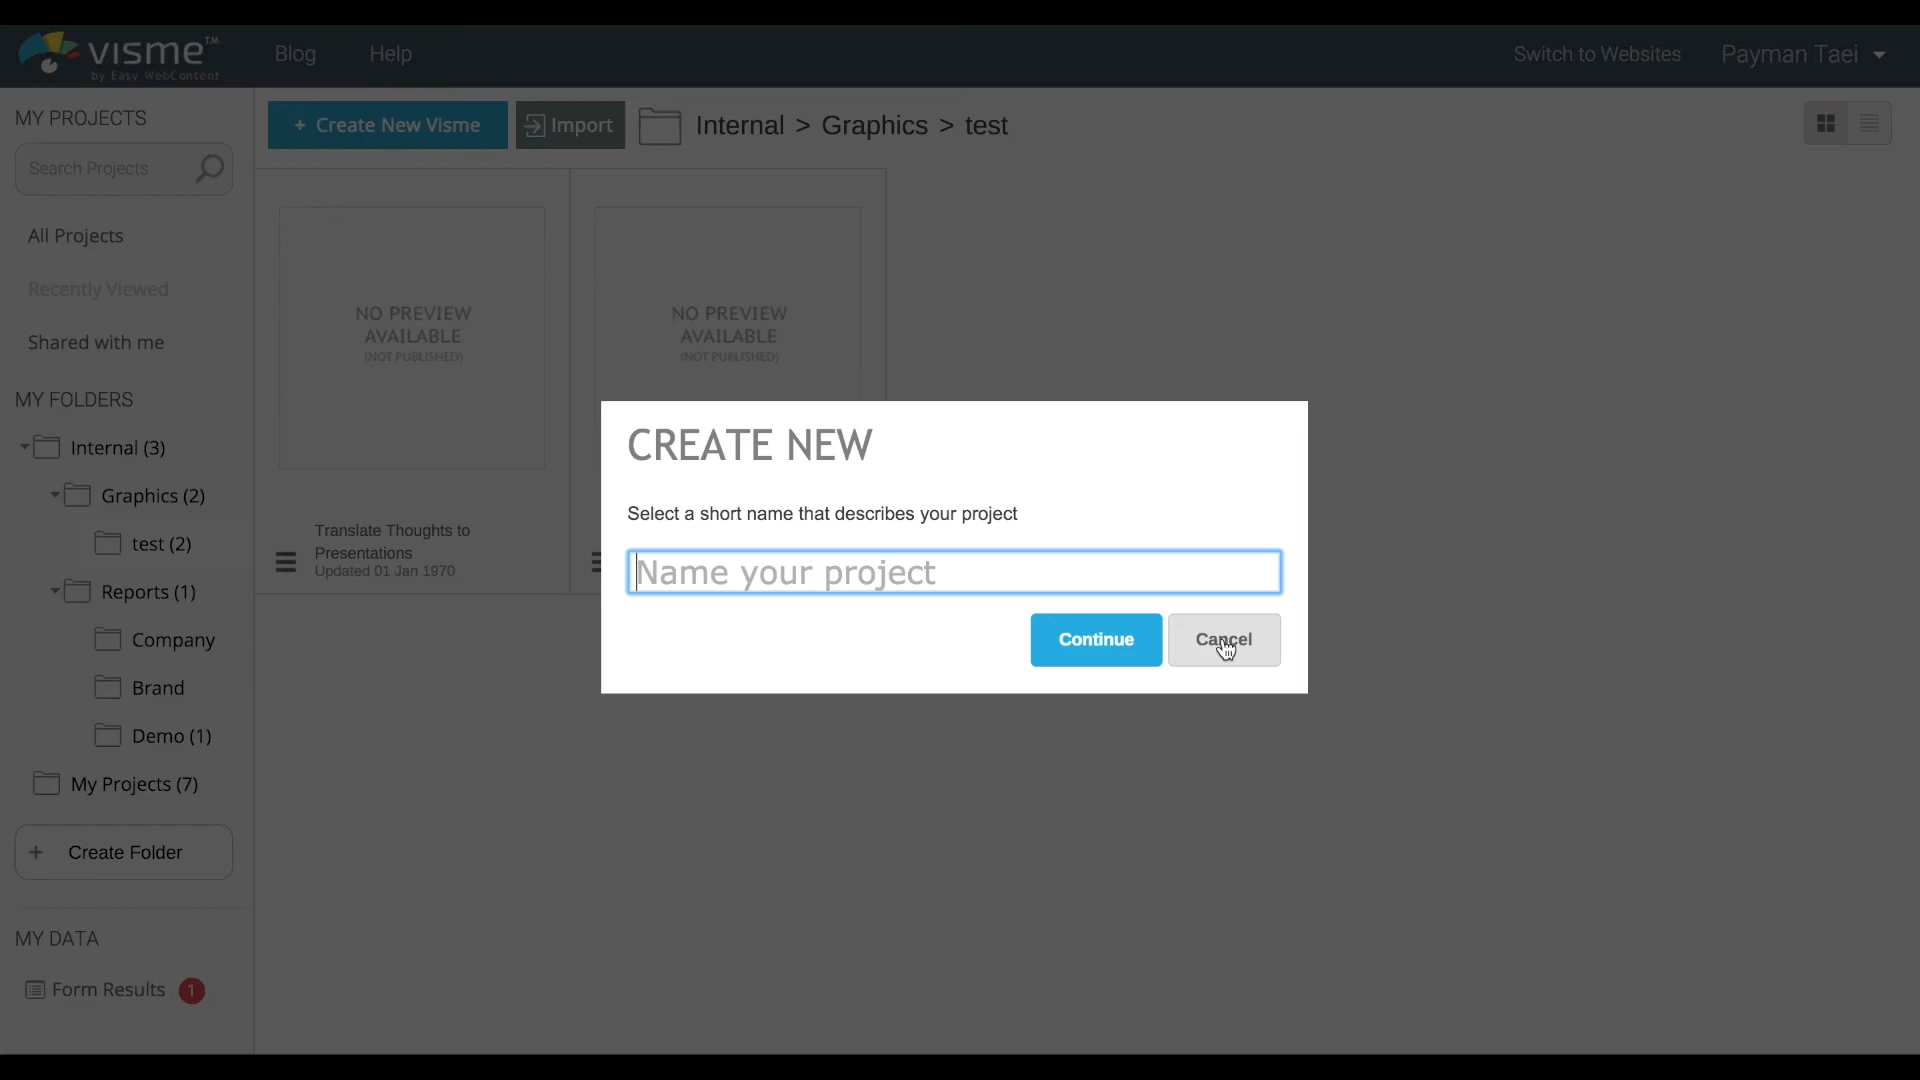 visme™
by Easy WebContent
Blog
Help
Switch to Websites
Payman Taei
MY PROJECTS
Search Projects
All Projects
Recently Viewed
Shared with me
MY FOLDERS
Internal (3)
Graphics (2)
test (2)
Reports (1)
Company
Brand
Demo (1)
My Projects (7)
+ Create Folder
MY DATA
Form Results 1
+ Create New Visme
Import
Internal > Graphics > test
NO PREVIEW
AVAILABLE
(NOT PUBLISHED)
Translate Thoughts to
Presentations
Updated 01 Jan 1970
NO PREVIEW
AVAILABLE
(NOT PUBLISHED)
CREATE NEW
Select a short name that describes your project
Name your project
Continue
Cancel